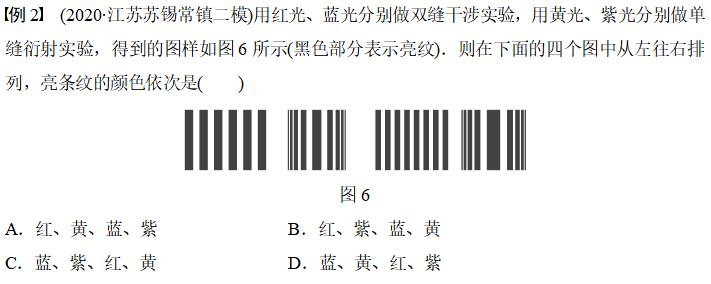 例2 (2020·江苏苏锡常镇二模)用红光、蓝光分别做双缝干涉实验，用黄光、紫光分别做单
缝衍射实验，得到的图样如图6所示(黑色部分表示亮纹)．则在下面的四个图中从左往右排
列，亮条纹的颜色依次是(　　)
图6
A．红、黄、蓝、紫　　B．红、紫、蓝、黄
C．蓝、紫、红、黄　　D．蓝、黄、红、紫